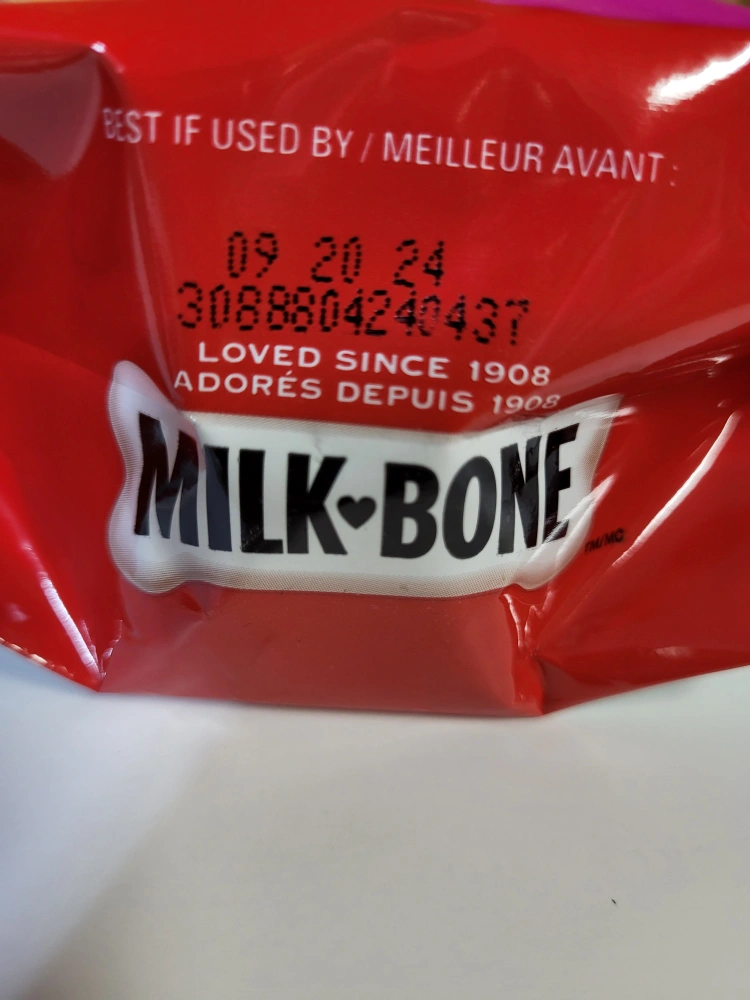 BEST IF USED BY / MEILLEUR AVANT :
09 20 24
3088804240437
LOVED SINCE 1908
ADORÉS DEPUIS 1908
MILK♥BONE
TM/MC